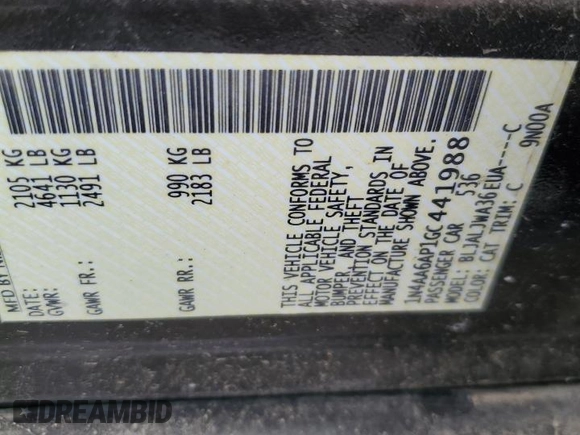 MFD BY
DATE:
GVWR: 2105 KG
4641 LB
GAWR FR: 1130 KG
2491 LB
GAWR RR: 990 KG
2183 LB
THIS VEHICLE CONFORMS TO
ALL APPLICABLE FEDERAL
MOTOR VEHICLE SAFETY,
BUMPER, AND THEFT
PREVENTION STANDARDS IN
EFFECT ON THE DATE OF
MANUFACTURE SHOWN ABOVE.
1N4AA6AP1GC441988
PASSENGER CAR 536
MODEL: BLJALJWA36EUA----C
COLOR: CAT TRIM: C
9N00A
DREAMBID